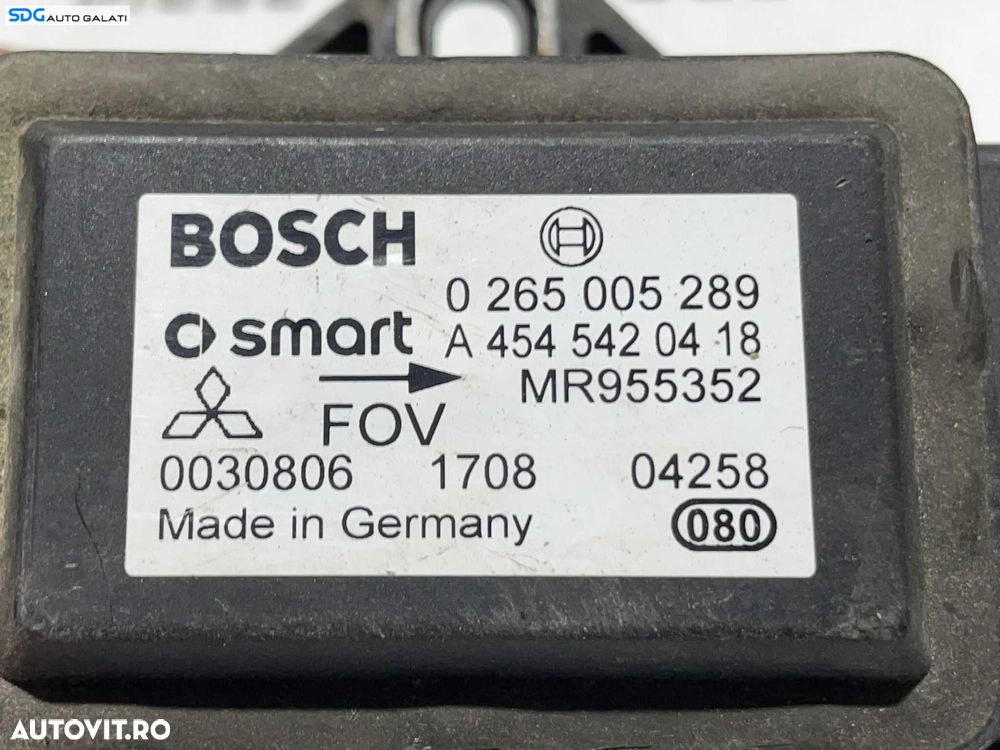 SDG AUTO GALATI
BOSCH
0 265 005 289
smart A 454 542 04 18
MR955352
FOV
0030806 1708 04258
Made in Germany 080
AUTOVIT.RO